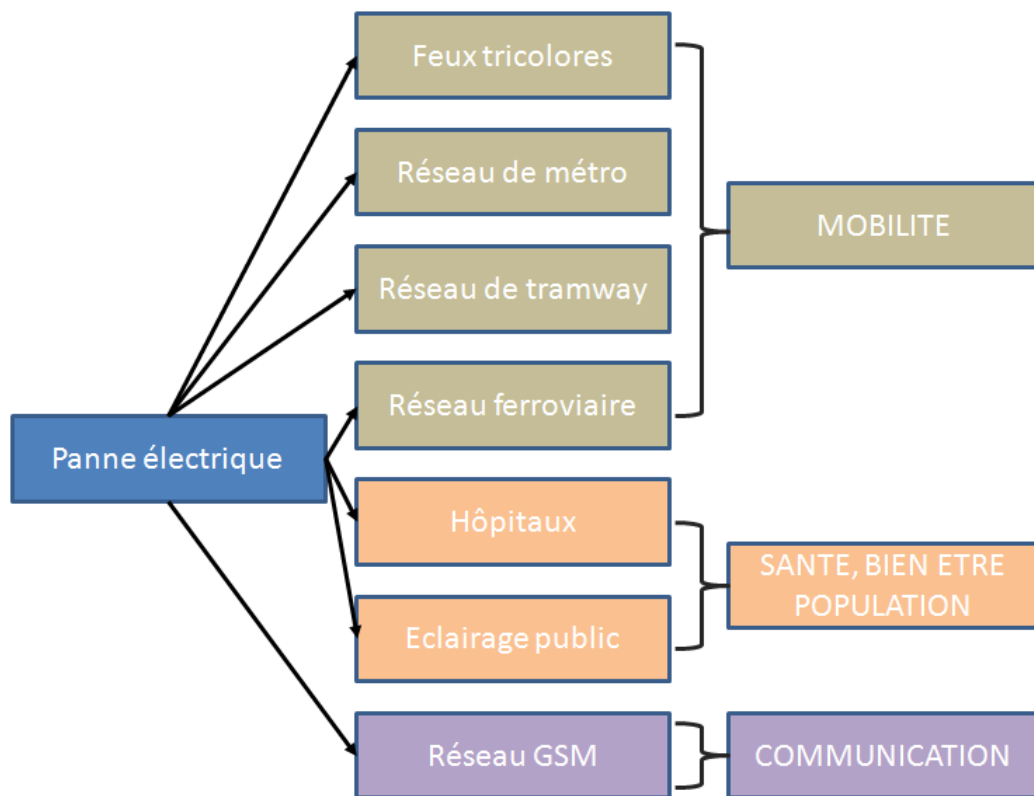 Feux tricolores
Réseau de métro
MOBILITE
Réseau de tramway
Réseau ferroviaire
Panne électrique
Hôpitaux
SANTE, BIEN ETRE
POPULATION
Eclairage public
Réseau GSM
COMMUNICATION